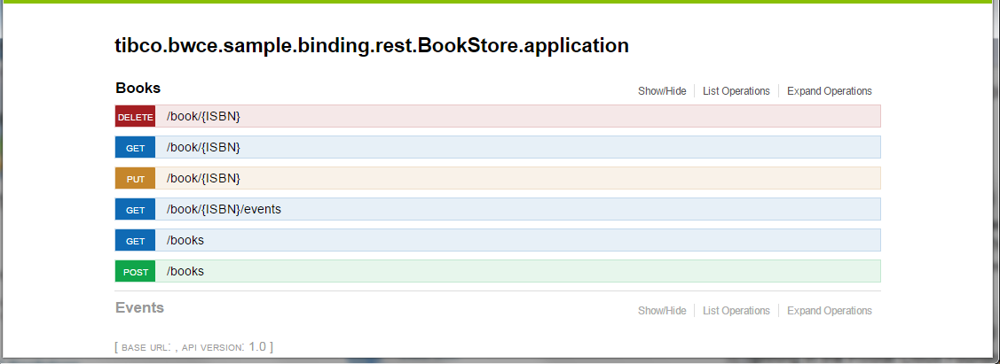 tibco.bwce.sample.binding.rest.BookStore.application
Books Show/Hide List Operations Expand Operations
DELETE /book/{ISBN}
GET /book/{ISBN}
PUT /book/{ISBN}
GET /book/{ISBN}/events
GET /books
POST /books
Events Show/Hide List Operations Expand Operations
[ BASE URL: , API VERSION: 1.0 ]